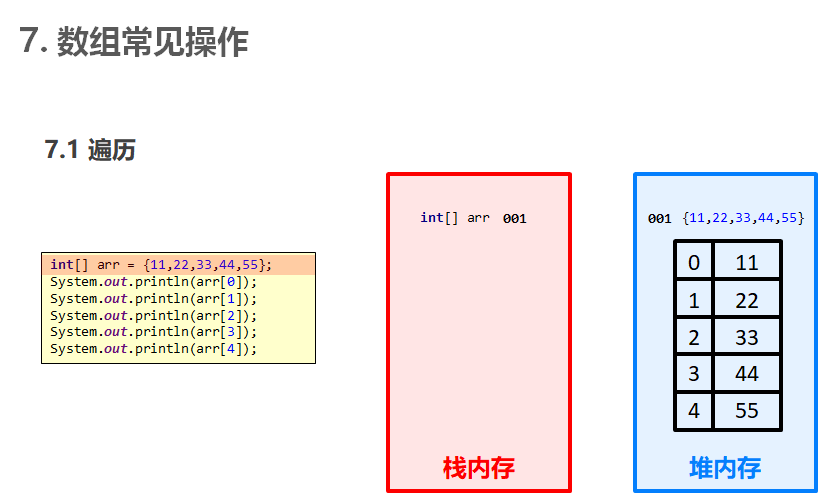 7. 数组常见操作
7.1 遍历
int[] arr = {11,22,33,44,55};
System.out.println(arr[0]);
System.out.println(arr[1]);
System.out.println(arr[2]);
System.out.println(arr[3]);
System.out.println(arr[4]);
int[] arr 001
栈内存
001 {11,22,33,44,55}
0 11
1 22
2 33
3 44
4 55
堆内存